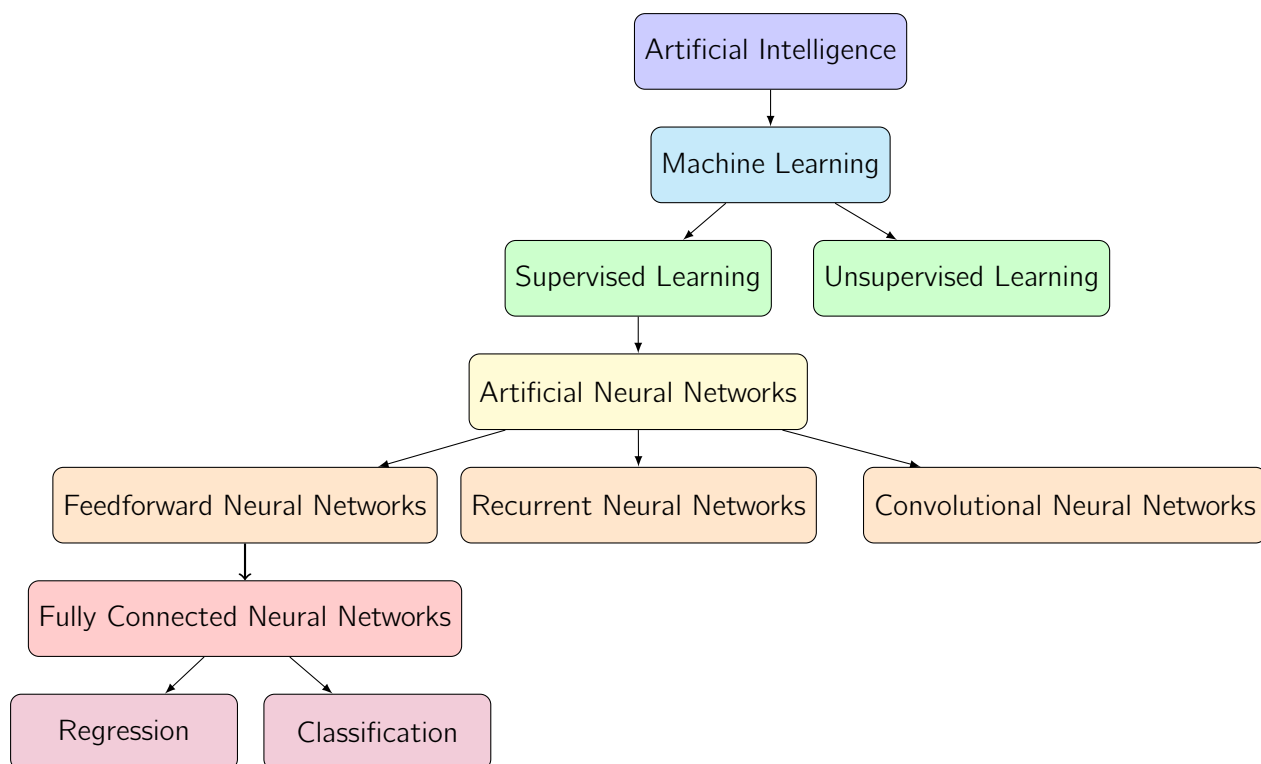 Artificial Intelligence
Machine Learning
Supervised Learning
Unsupervised Learning
Artificial Neural Networks
Feedforward Neural Networks
Recurrent Neural Networks
Convolutional Neural Networks
Fully Connected Neural Networks
Regression
Classification